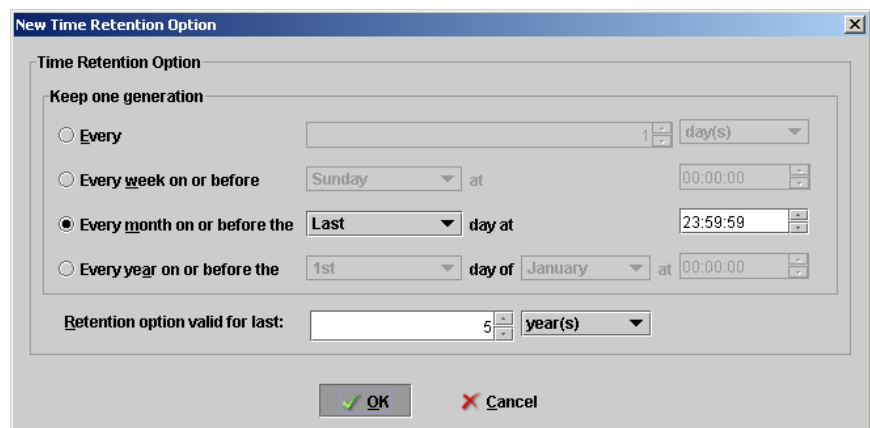 New Time Retention Option
Time Retention Option
Keep one generation
Every 1 day(s)
Every week on or before Sunday at 00:00:00
Every month on or before the Last day at 23:59:59
Every year on or before the 1st day of January at 00:00:00
Retention option valid for last: 5 year(s)
OK Cancel